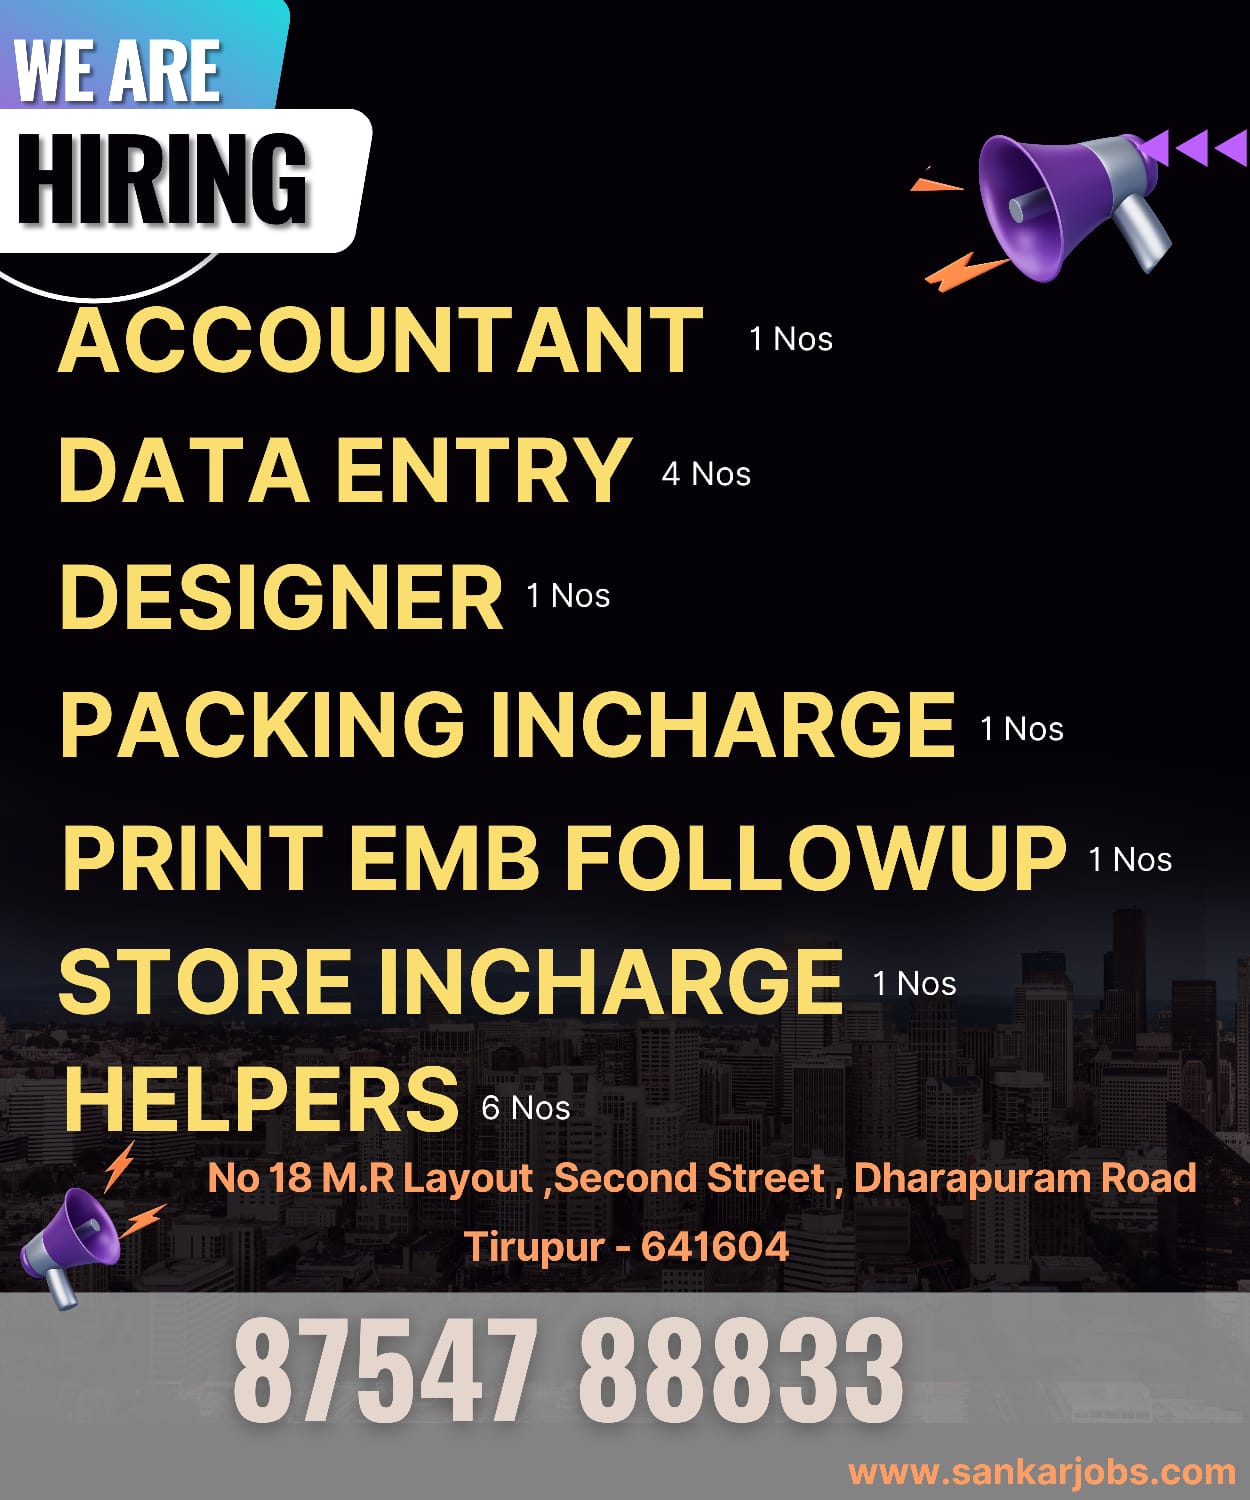 WE ARE
HIRING
ACCOUNTANT 1 Nos
DATA ENTRY 4 Nos
DESIGNER 1 Nos
PACKING INCHARGE 1 Nos
PRINT EMB FOLLOWUP 1 Nos
STORE INCHARGE 1 Nos
HELPERS 6 Nos
No 18 M.R Layout ,Second Street , Dharapuram Road
Tirupur - 641604
87547 88833
www.sankarjobs.com